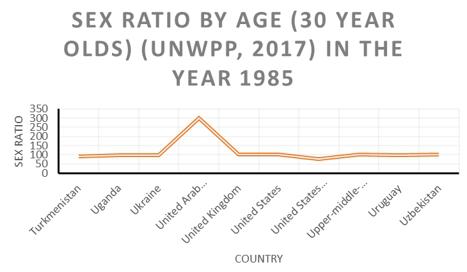 SEX RATIO BY AGE (30 YEAR
OLDS) (UNWPP, 2017) IN THE
YEAR 1985
350
300
250
200
150
100
50
0
SEX RATIO
Turkmenistan
Uganda
Ukraine
United Arab...
United Kingdom
United States
United States...
Upper-middle-...
Uruguay
Uzbekistan
COUNTRY